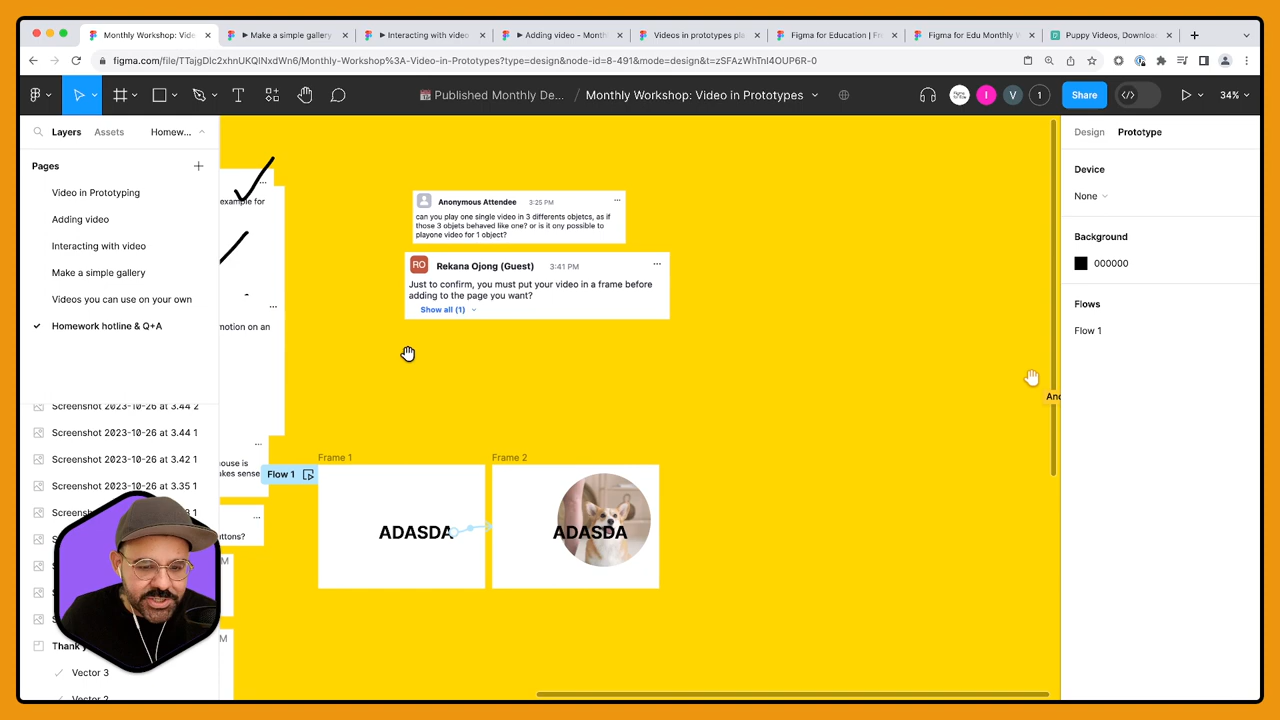 Monthly Workshop: Vide
Make a simple gallery
Interacting with video
Adding video – Mont
Videos in prototypes pl
Figma for Education | F
Figma for Edu Monthly W
Puppy Videos, Download
figma.com/file/TTajgDlc2xhnUKQlNxdWn6/Monthly-Workshop%3A-Video-in-Prototypes?type=design&node-id=8-491&mode=design&t=zSFAzWhTnl4OUP6R-0
Published Monthly De...
Monthly Workshop: Video in Prototypes
I
V
1
Share
34%
Layers
Assets
Homew...
Design
Prototype
Pages
Video in Prototyping
Adding video
Interacting with video
Make a simple gallery
Videos you can use on your own
Homework hotline & Q+A
Screenshot 2023-10-26 at 3.44 2
Screenshot 2023-10-26 at 3.44 1
Screenshot 2023-10-26 at 3.42 1
Screenshot 2023-10-26 at 3.35 1
Vector 3
example for
motion on an
ouse is
akes sense
ttons?
M
M
Anonymous Attendee 3:25 PM
can you play one single video in 3 differents objetcs, as if
those 3 objets behaved like one? or is it ony possible to
playone video for 1 object?
RO
Rekana Ojong (Guest) 3:41 PM
Just to confirm, you must put your video in a frame before
adding to the page you want?
Show all (1)
Frame 1
Frame 2
Flow 1
ADASDA
ADASDA
Device
None
Background
000000
Flows
Flow 1